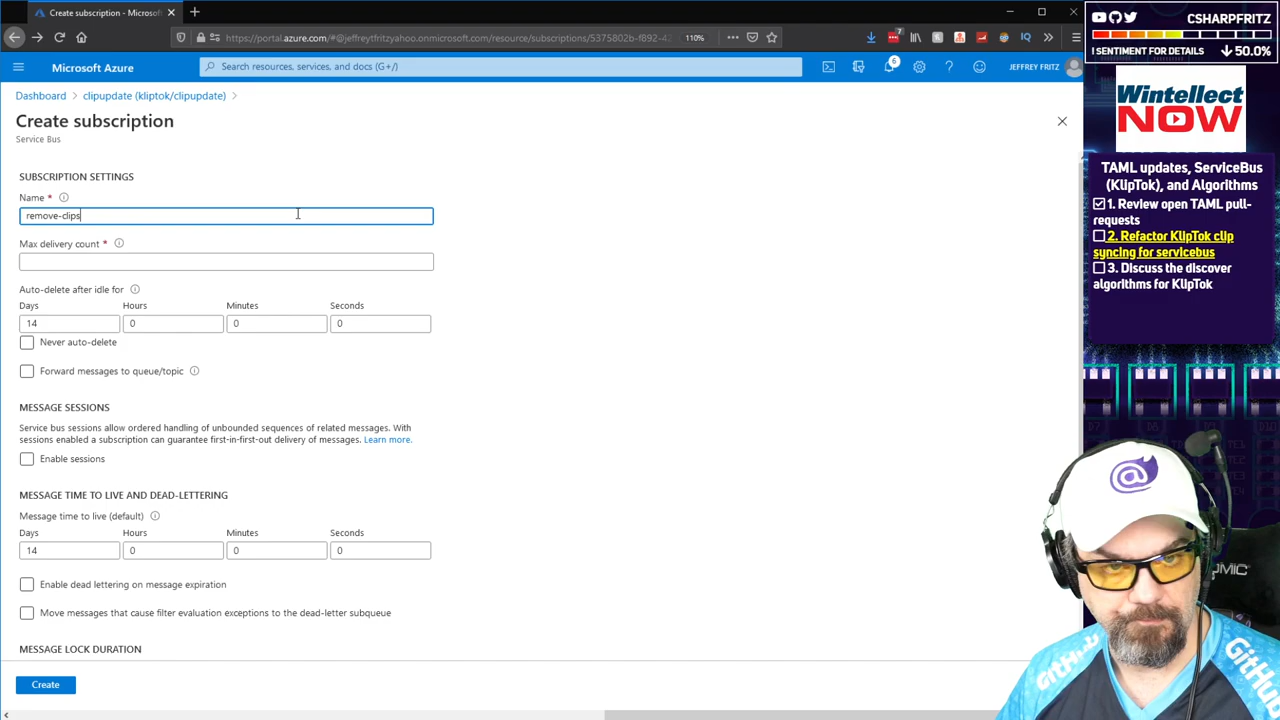 Create subscription - Microsof
https://portal.azure.com/#@jeffreyfritzyahoo.onmicrosoft.com/resource/subscriptions/5375802b-f892-4
110%
7
IQ
Microsoft Azure
Search resources, services, and docs (G+/)
6
JEFFREY FRITZ
Dashboard > clipupdate (kliptok/clipupdate) >
Create subscription
Service Bus
SUBSCRIPTION SETTINGS
Name *
remove-clips
Max delivery count *
Auto-delete after idle for
Days Hours Minutes Seconds
14 0 0 0
Never auto-delete
Forward messages to queue/topic
MESSAGE SESSIONS
Service bus sessions allow ordered handling of unbounded sequences of related messages. With
sessions enabled a subscription can guarantee first-in-first-out delivery of messages. Learn more.
Enable sessions
MESSAGE TIME TO LIVE AND DEAD-LETTERING
Message time to live (default)
Days Hours Minutes Seconds
14 0 0 0
Enable dead lettering on message expiration
Move messages that cause filter evaluation exceptions to the dead-letter subqueue
MESSAGE LOCK DURATION
Create
CSHARPFRITZ
! SENTIMENT FOR DETAILS 50.0%
Wintellect
NOW
TAML updates, ServiceBus
(KlipTok), and Algorithms
1. Review open TAML pull-
requests
2. Refactor KlipTok clip
syncing for servicebus
3. Discuss the discover
algorithms for KlipTok
D7 D8
@
GitHub
GitHub